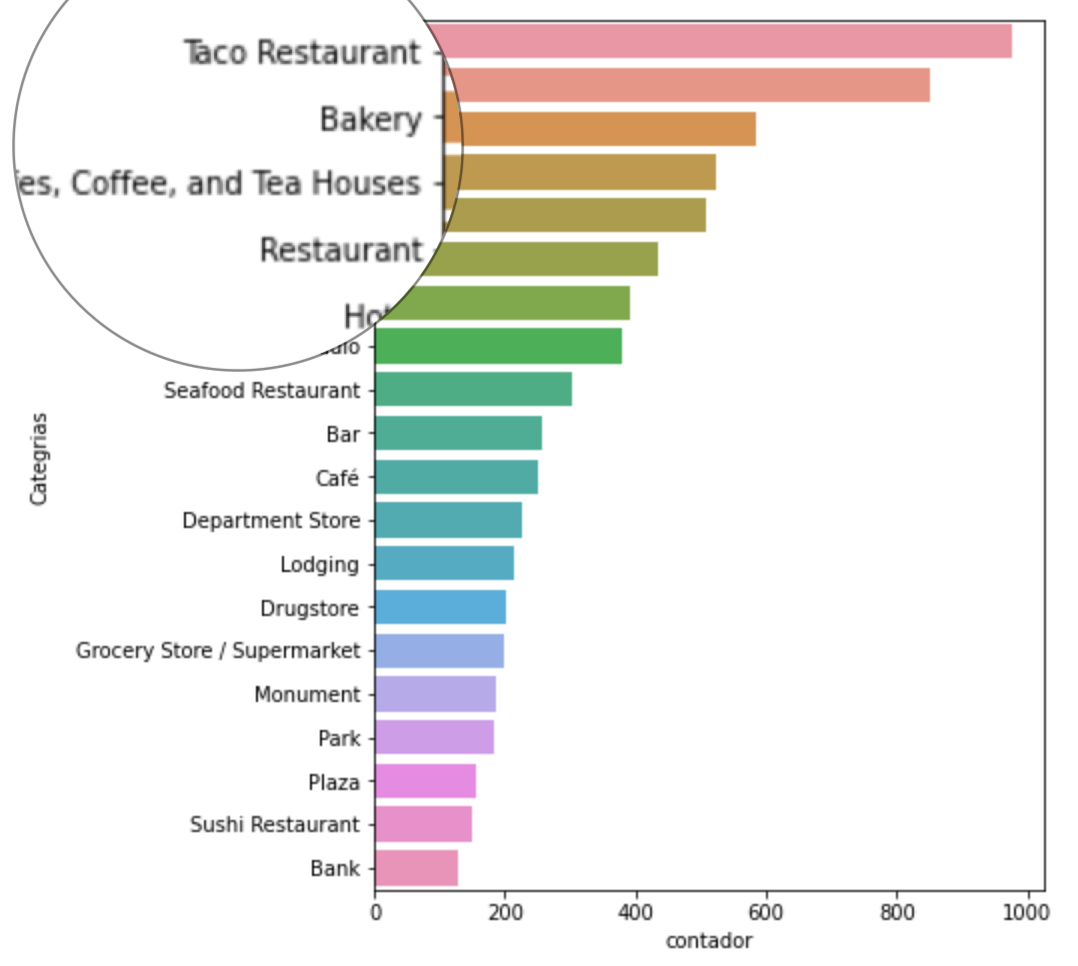 Taco Restaurant
Bakery
Coffee, and Tea Houses
Restaurant
Seafood Restaurant
Bar
Café
Categrias
Department Store
Lodging
Drugstore
Grocery Store / Supermarket
Monument
Park
Plaza
Sushi Restaurant
Bank
0 200 400 600 800 1000
contador